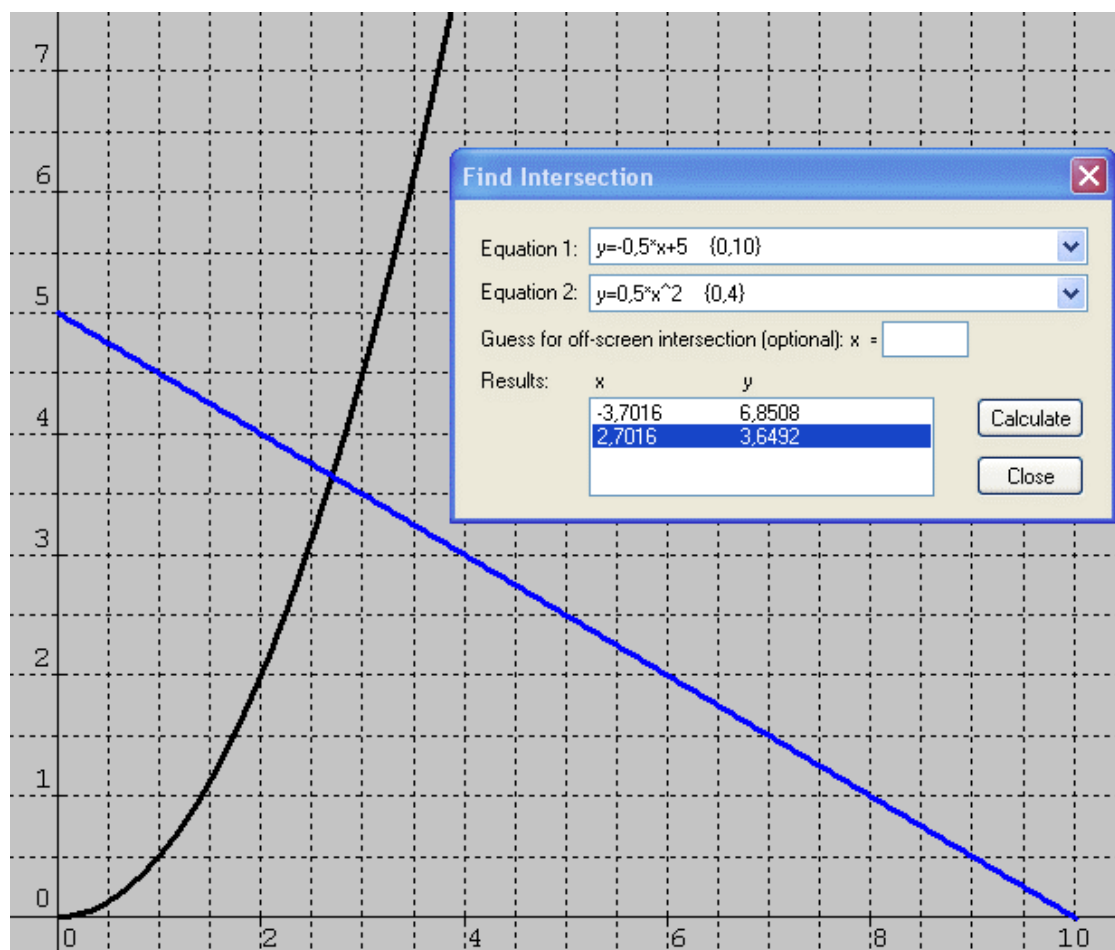 7
6
Find Intersection
Equation 1: y=-0,5*x+5 {0,10}
5
Equation 2: y=0,5*x^2 {0,4}
Guess for off-screen intersection (optional): x =
Results: x y
4
-3,7016 6,8508
Calculate
2,7016 3,6492
Close
3
2
1
0
0 2 4 6 8 10